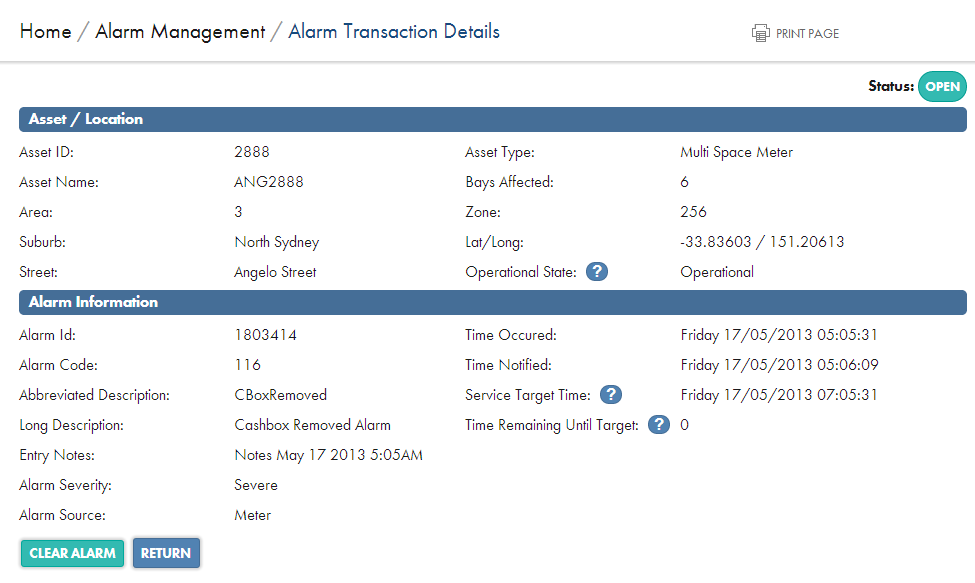 Home / Alarm Management / Alarm Transaction Details
PRINT PAGE
Status: OPEN
Asset / Location
Asset ID: 2888 Asset Type: Multi Space Meter
Asset Name: ANG2888 Bays Affected: 6
Area: 3 Zone: 256
Suburb: North Sydney Lat/Long: -33.83603 / 151.20613
Street: Angelo Street Operational State: ? Operational
Alarm Information
Alarm Id: 1803414 Time Occured: Friday 17/05/2013 05:05:31
Alarm Code: 116 Time Notified: Friday 17/05/2013 05:06:09
Abbreviated Description: CBoxRemoved Service Target Time: ? Friday 17/05/2013 07:05:31
Long Description: Cashbox Removed Alarm Time Remaining Until Target: ? 0
Entry Notes: Notes May 17 2013 5:05AM
Alarm Severity: Severe
Alarm Source: Meter
CLEAR ALARM RETURN